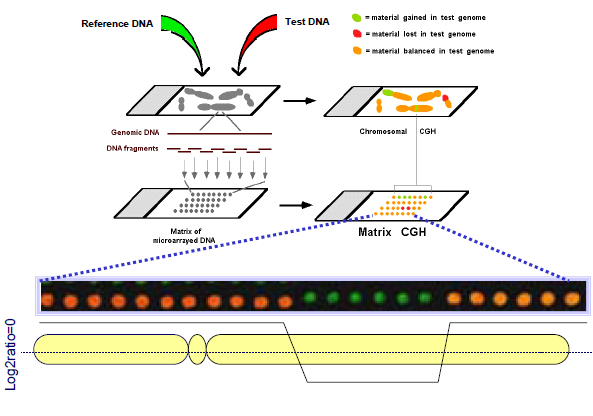 Reference DNA
Test DNA
= material gained in test genome
= material lost in test genome
= material balanced in test genome
Genomic DNA
DNA fragments
Chromosomal CGH
Matrix of
microarrayed DNA
Matrix CGH
Log2ratio=0